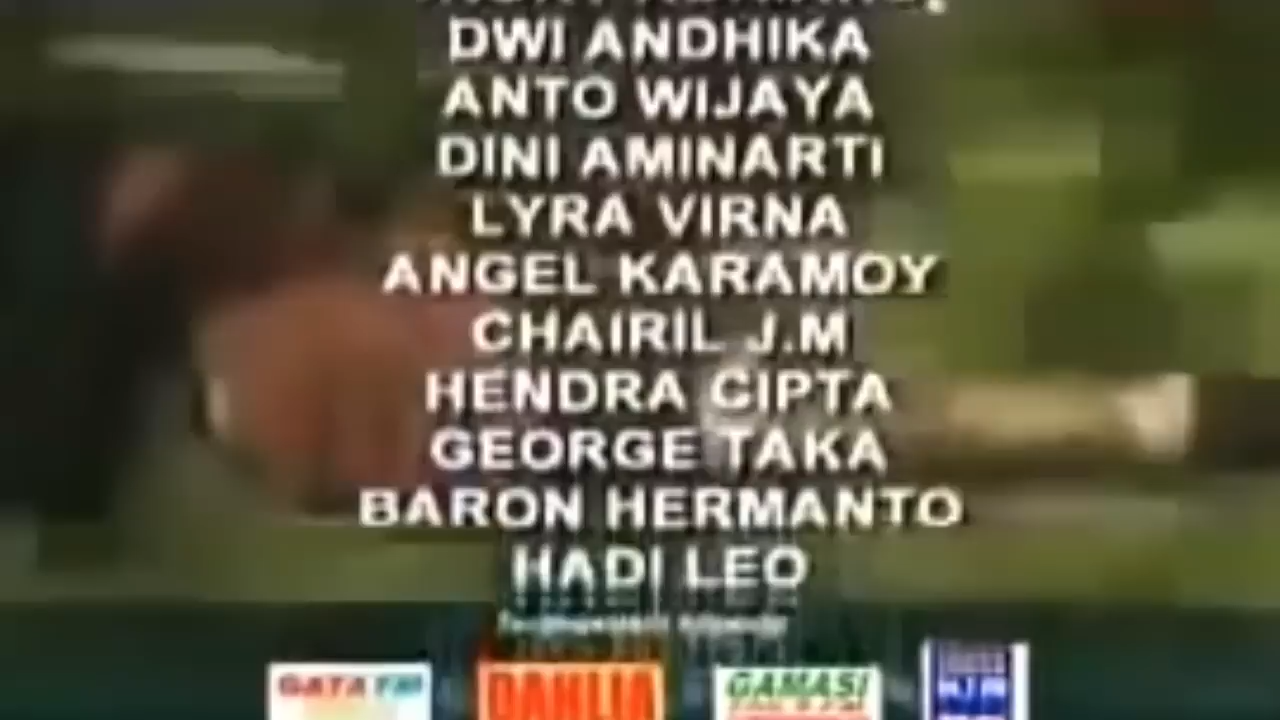 DWI ANDHIKA
ANTO WIJAYA
DINI AMINARTI
LYRA VIRNA
ANGEL KARAMOY
CHAIRIL J.M
HENDRA CIPTA
GEORGE TAKA
BARON HERMANTO
HADI LEO
DAHLIA
GAMASI